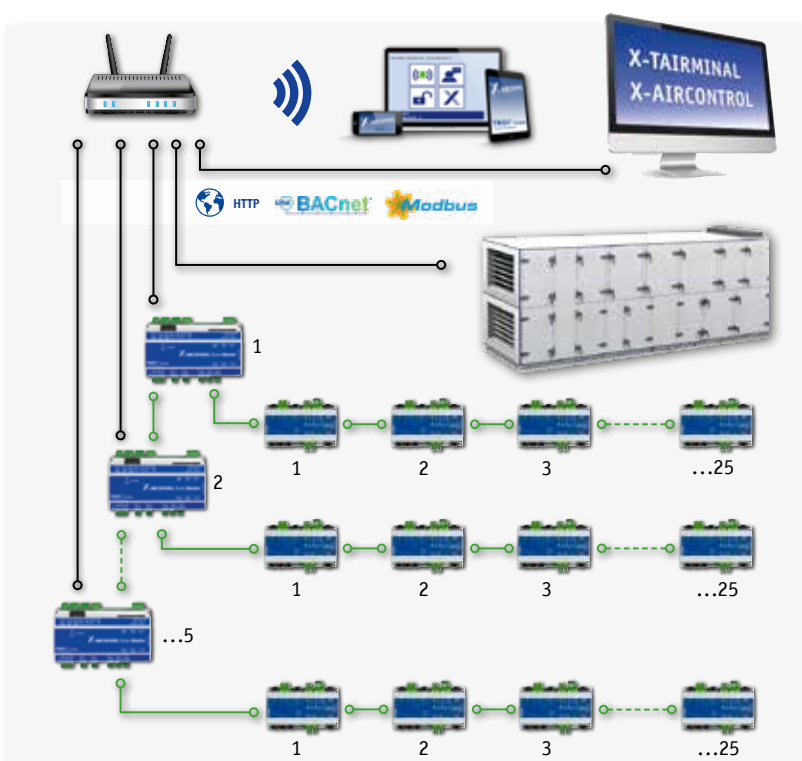 X-TAIRMINAL
X-AIRCONTROL
HTTP BACnet Modbus
1
1 2 3 ...25
2
1 2 3 ...25
...5
1 2 3 ...25